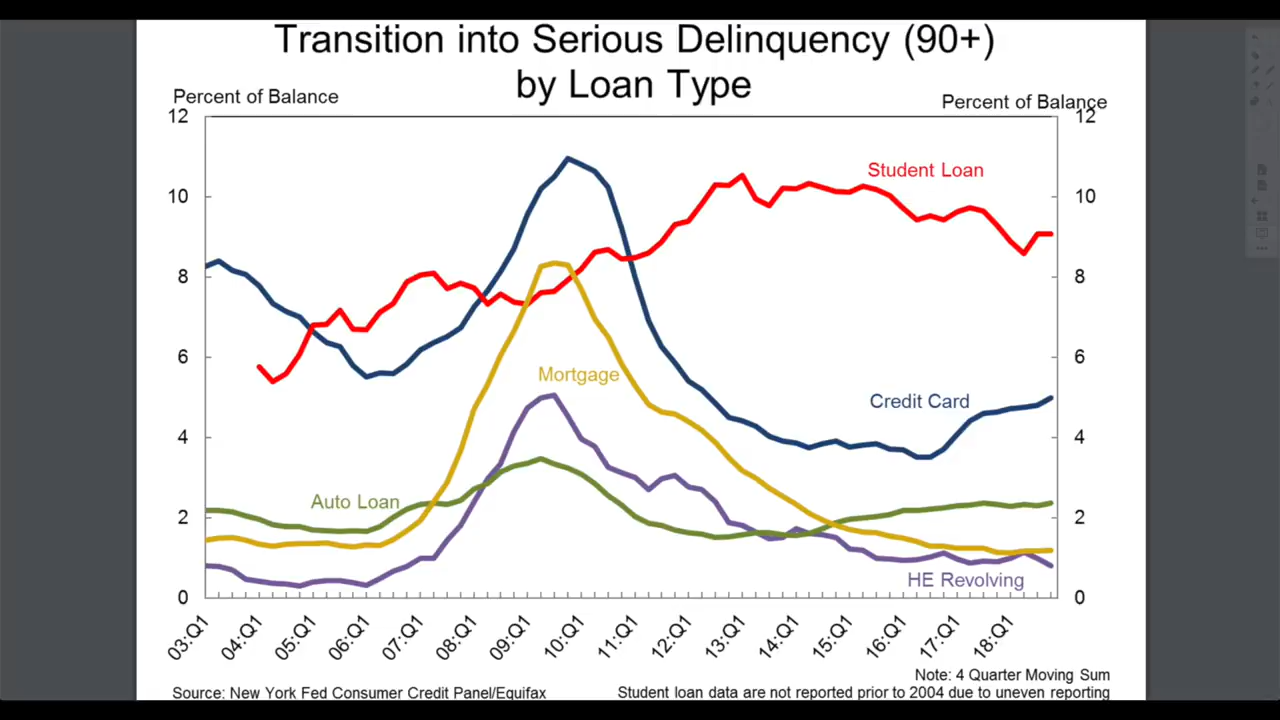 Transition into Serious Delinquency (90+)
by Loan Type
Percent of Balance
Percent of Balance
12
12
Student Loan
10
10
8
8
6
6
Mortgage
Credit Card
4
4
Auto Loan
2
2
HE Revolving
0
0
03:Q1
04:Q1
05:Q1
06:Q1
07:Q1
08:Q1
09:Q1
10:Q1
11:Q1
12:Q1
13:Q1
14:Q1
15:Q1
16:Q1
17:Q1
18:Q1
Note: 4 Quarter Moving Sum
Source: New York Fed Consumer Credit Panel/Equifax
Student loan data are not reported prior to 2004 due to uneven reporting